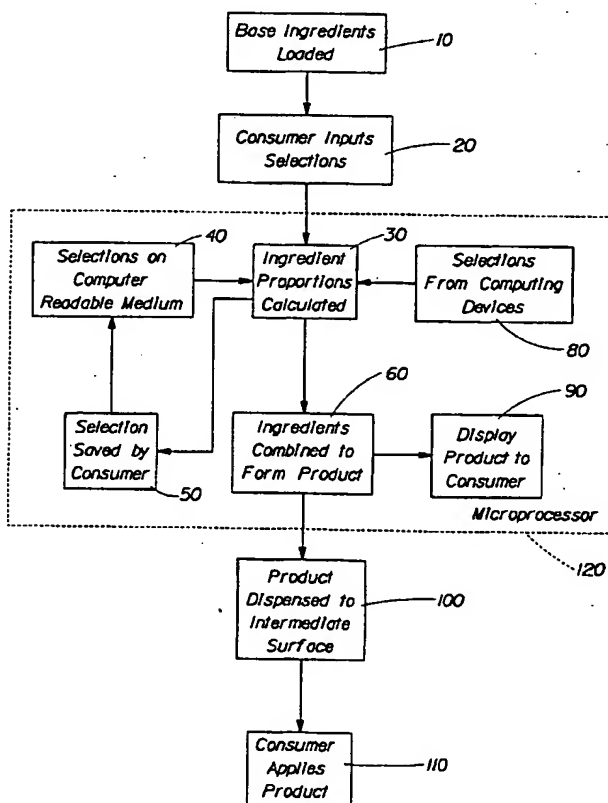 Base Ingredients
Loaded
10
Consumer Inputs
Selections
20
40
Selections on
Computer
Readable Medium
30
Ingredient
Proportions
Calculated
Selections
From Computing
Devices
80
Selection
Saved by
Consumer
50
60
Ingredients
Combined to
Form Product
90
Display
Product to
Consumer
Microprocessor
120
Product
Dispensed to
Intermediate
Surface
100
Consumer
Applies
Product
110